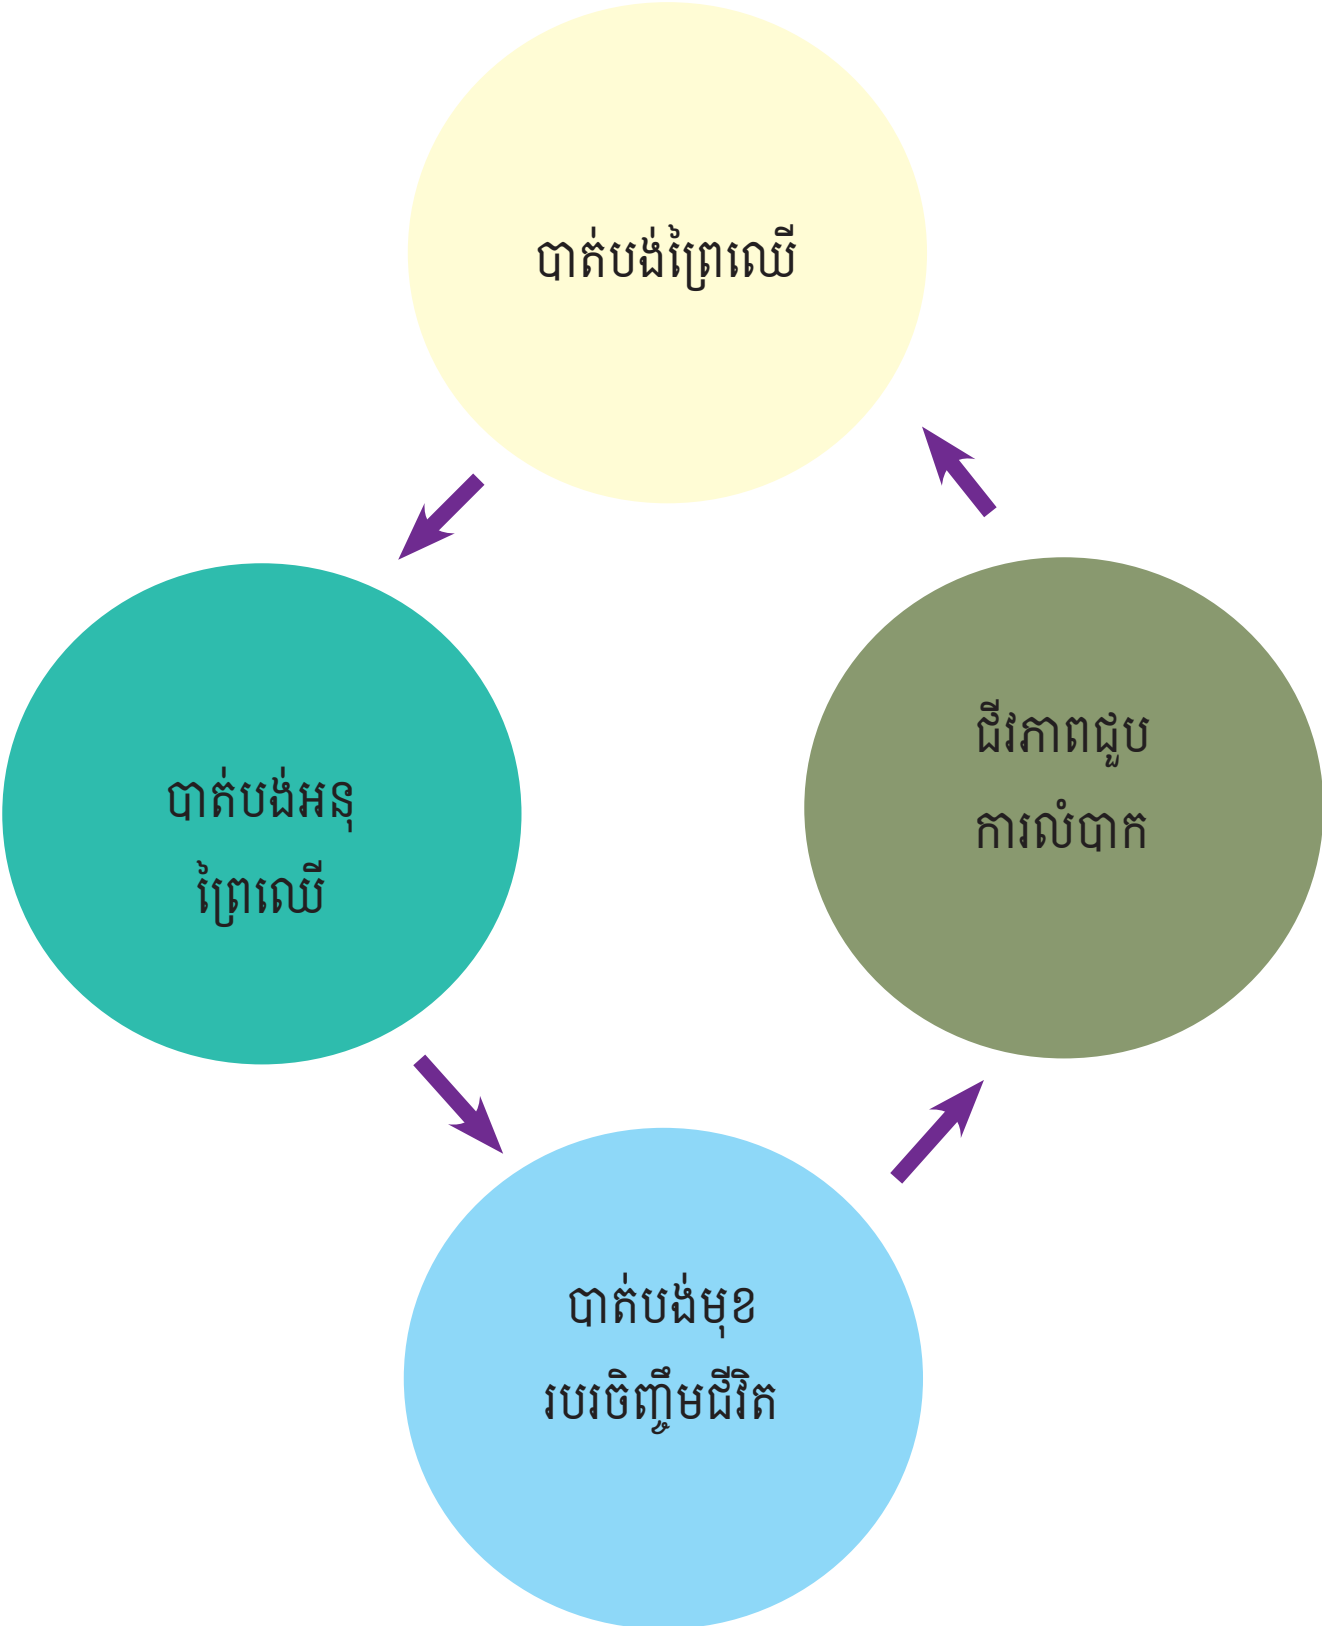 បាត់បង់ព្រៃឈើ
ជីវភាពជួប
ការលំបាក
បាត់បង់អនុ
ព្រៃឈើ
បាត់បង់មុខ
របរចិញ្ចឹមជីវិត